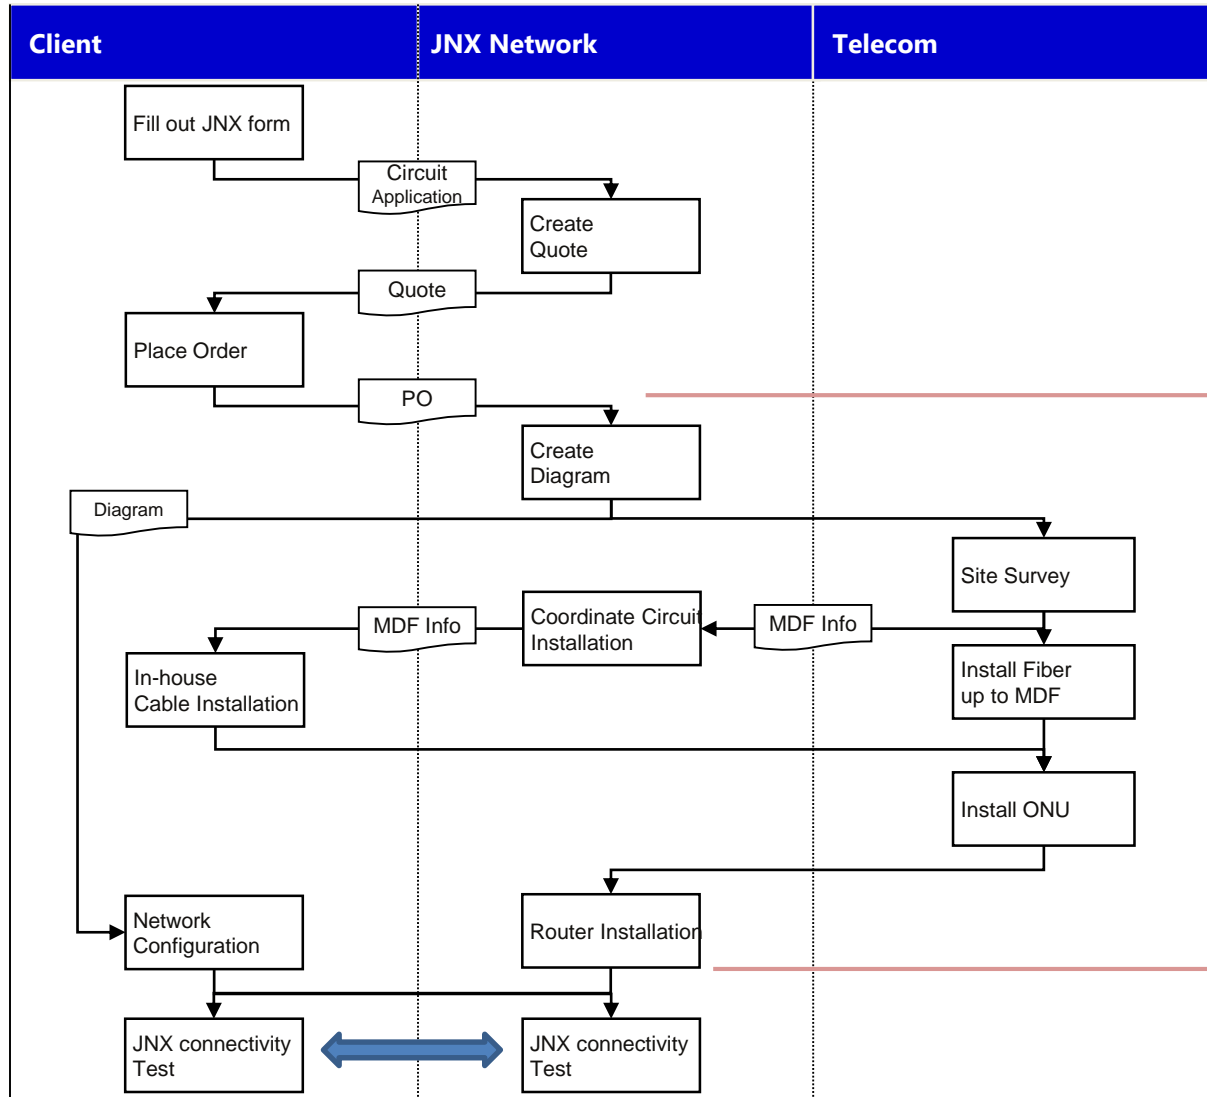 Client
JNX Network
Telecom
Fill out JNX form
Circuit
Application
Create
Quote
Quote
Place Order
PO
Create
Diagram
Diagram
Site Survey
MDF Info
Coordinate Circuit
Installation
MDF Info
In-house
Cable Installation
Install Fiber
up to MDF
Install ONU
Network
Configuration
Router Installation
JNX connectivity
Test
JNX connectivity
Test